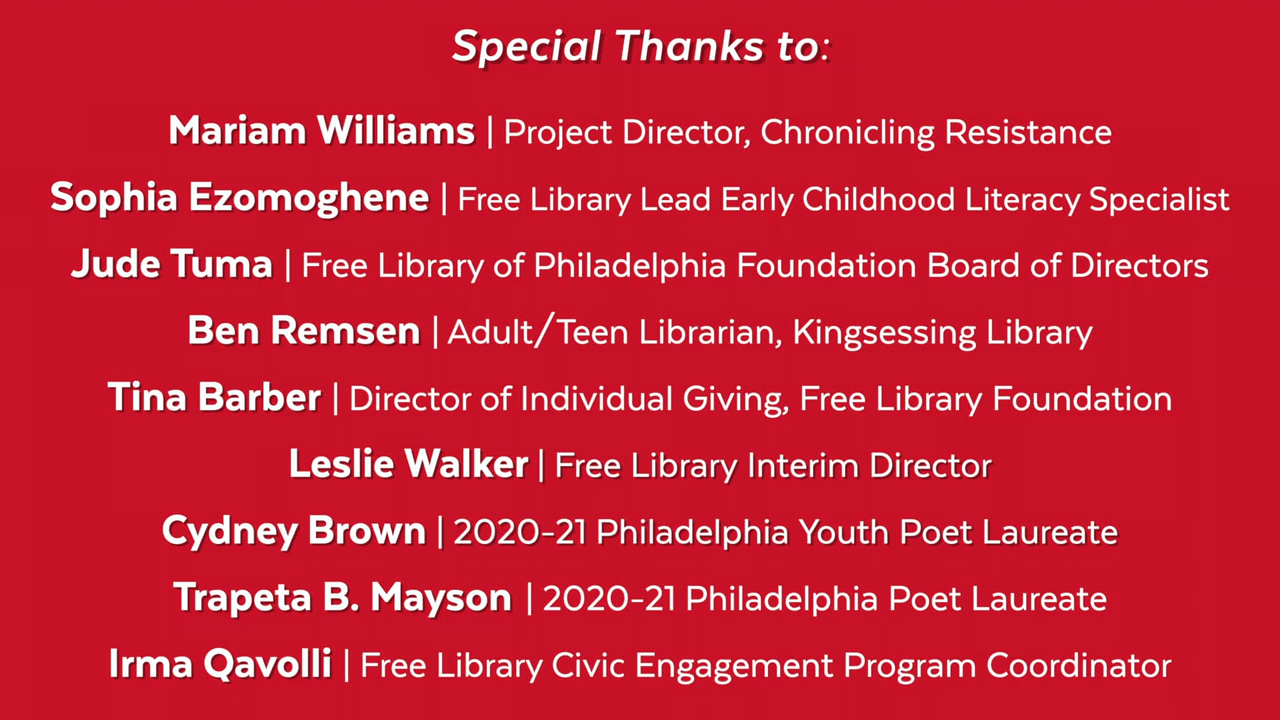 Special Thanks to:
Mariam Williams | Project Director, Chronicling Resistance
Sophia Ezomoghene | Free Library Lead Early Childhood Literacy Specialist
Jude Tuma | Free Library of Philadelphia Foundation Board of Directors
Ben Remsen | Adult/Teen Librarian, Kingsessing Library
Tina Barber | Director of Individual Giving, Free Library Foundation
Leslie Walker | Free Library Interim Director
Cydney Brown | 2020-21 Philadelphia Youth Poet Laureate
Trapeta B. Mayson | 2020-21 Philadelphia Poet Laureate
Irma Qavolli | Free Library Civic Engagement Program Coordinator